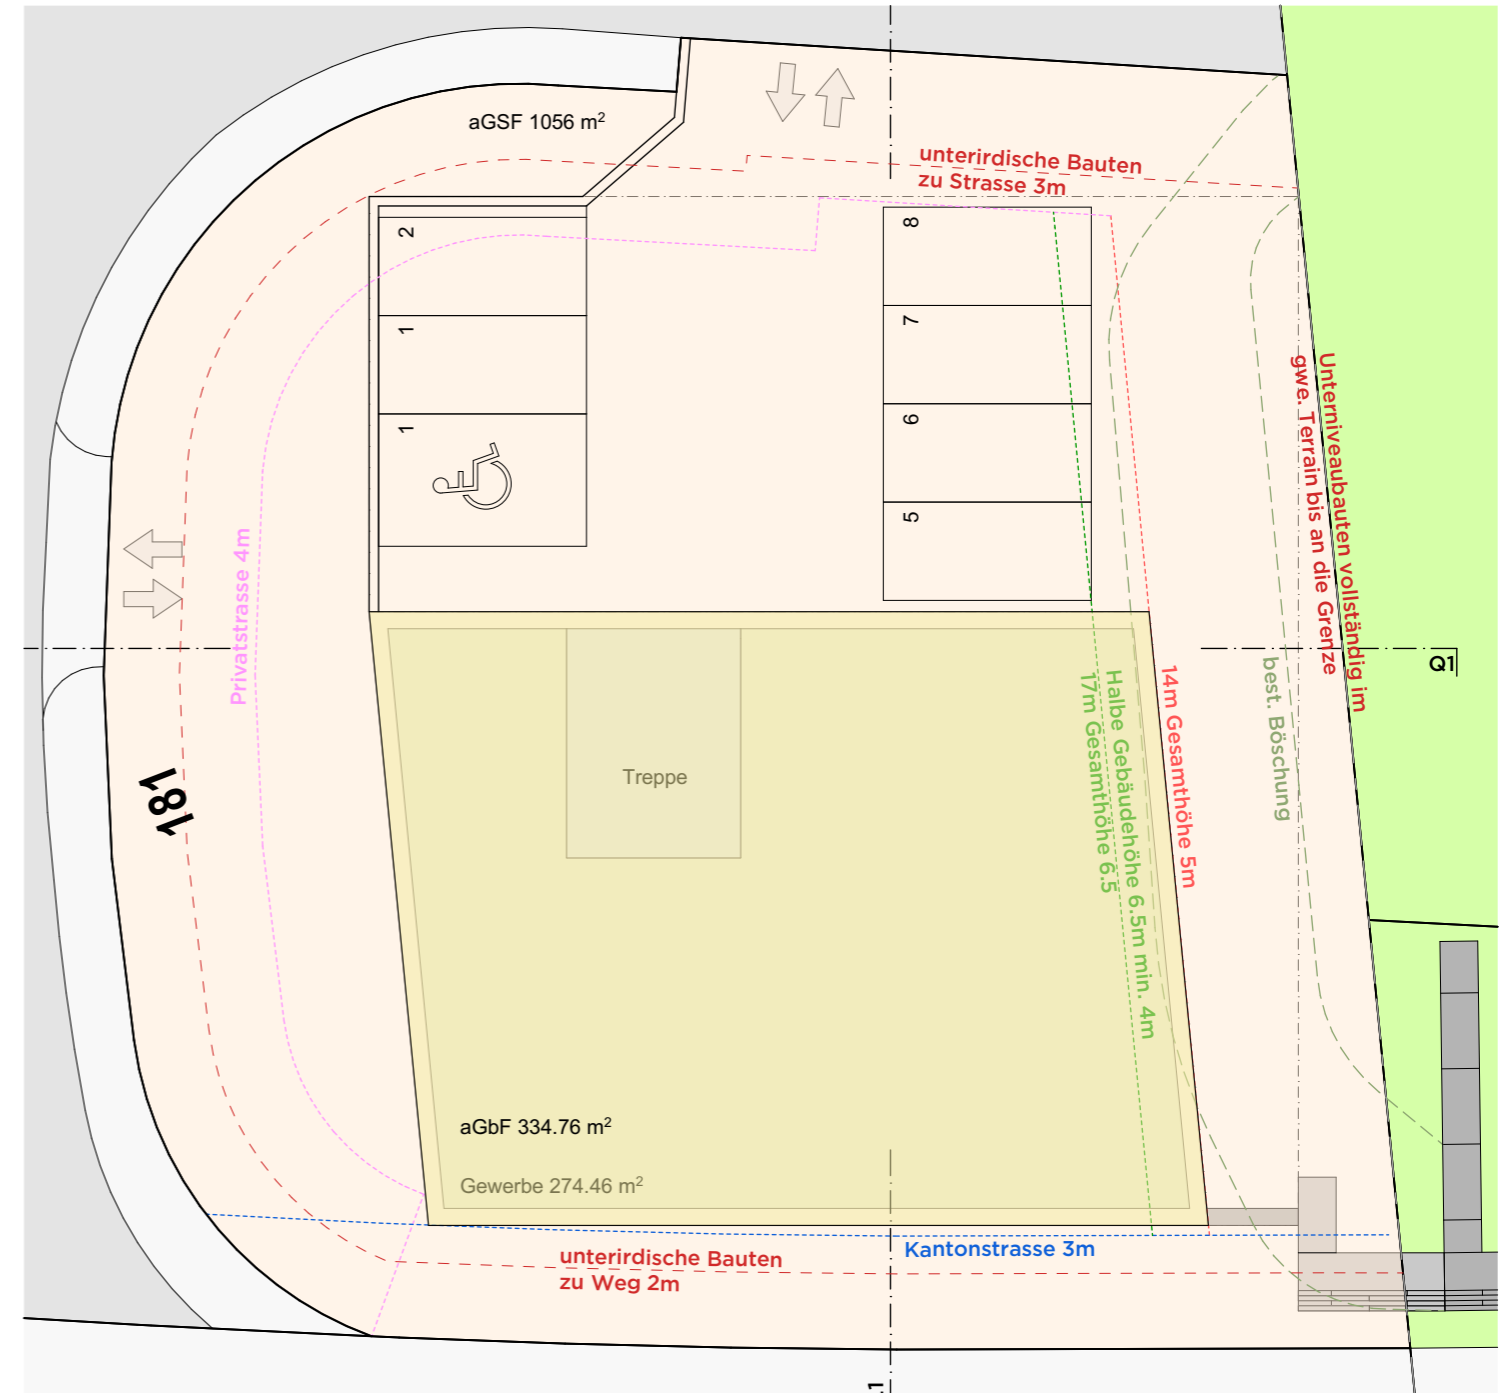 aGSF 1056 m²
unterirdische Bauten
zu Strasse 3m
2
1
1
8
7
6
5
Unterniveaubauten vollständig im
gwe. Terrain bis an die Grenze
Privatstrasse 4m
Q1
best. Böschung
14m Gesamthöhe 5m
Halbe Gebäudehöhe 6.5m min. 4m
17m Gesamthöhe 6.5
Treppe
181
aGbF 334.76 m²
Gewerbe 274.46 m²
Kantonstrasse 3m
unterirdische Bauten
zu Weg 2m